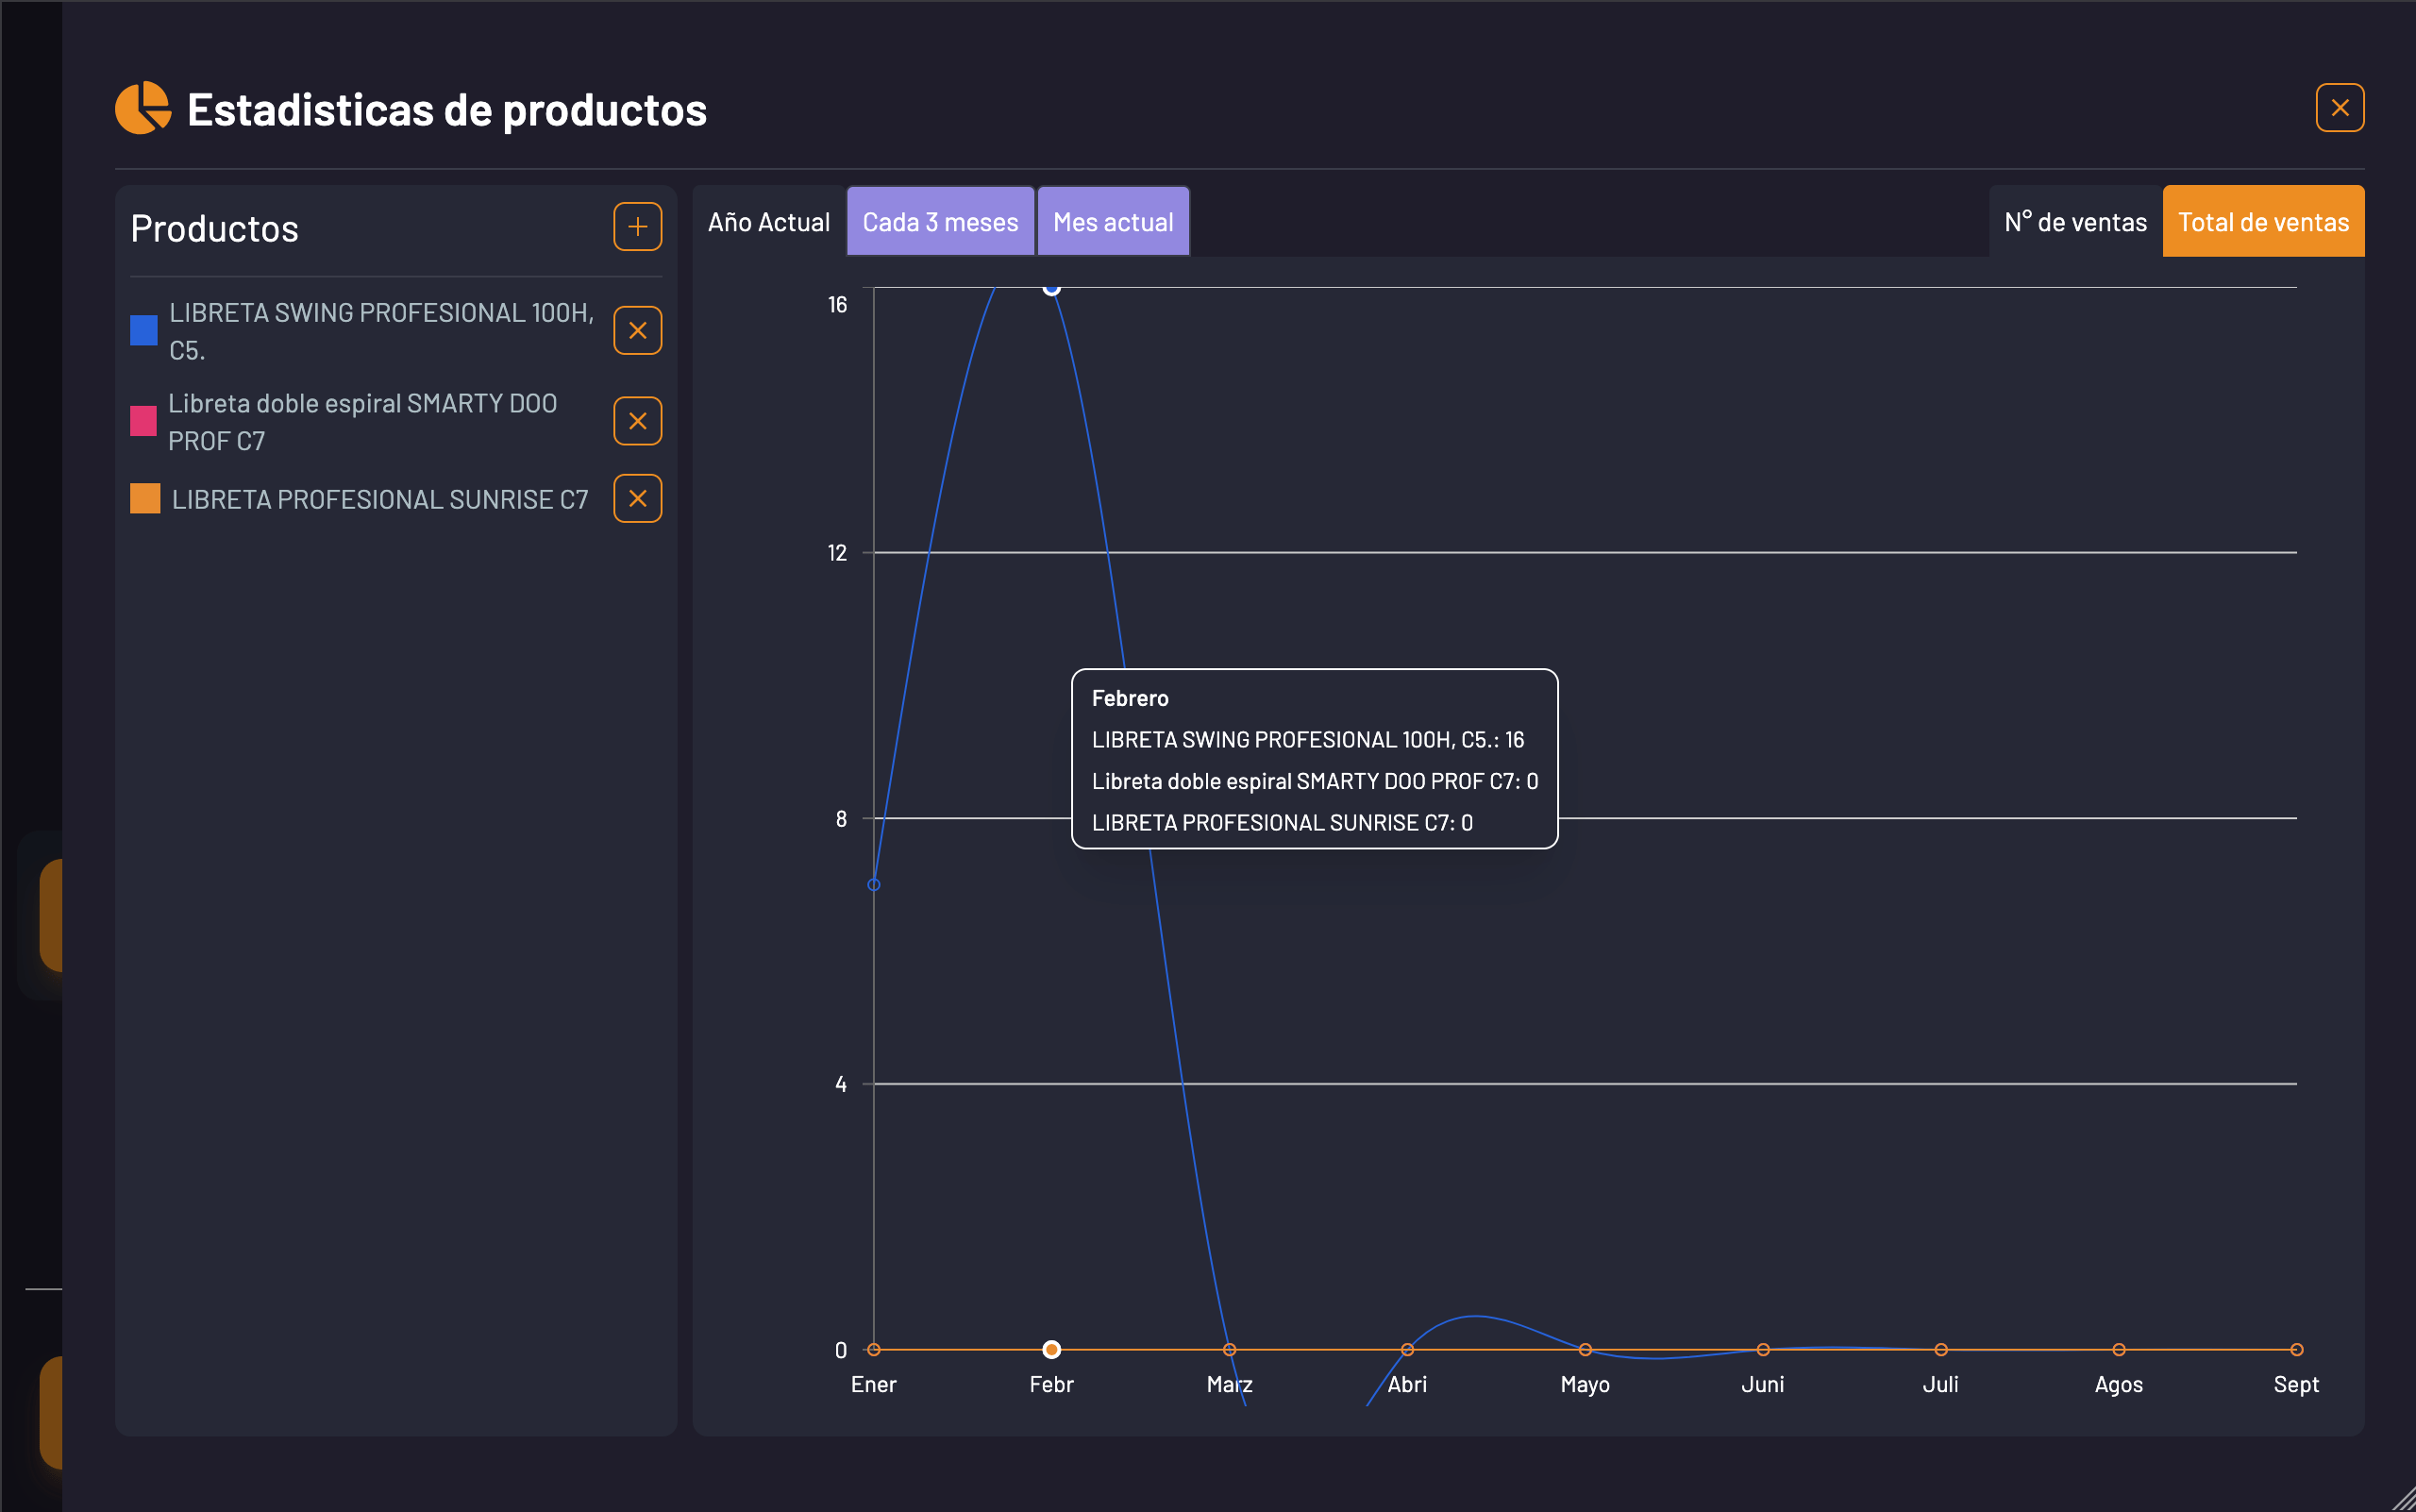 Estadisticas de productos
Productos
LIBRETA SWING PROFESIONAL 100H,
C5.
Libreta doble espiral SMARTY DOO
PROF C7
LIBRETA PROFESIONAL SUNRISE C7
Año Actual
Cada 3 meses
Mes actual
N° de ventas
Total de ventas
16
12
8
4
0
Febrero
LIBRETA SWING PROFESIONAL 100H, C5.: 16
Libreta doble espiral SMARTY DOO PROF C7: 0
LIBRETA PROFESIONAL SUNRISE C7: 0
Ener
Febr
Marz
Abri
Mayo
Juni
Juli
Agos
Sept